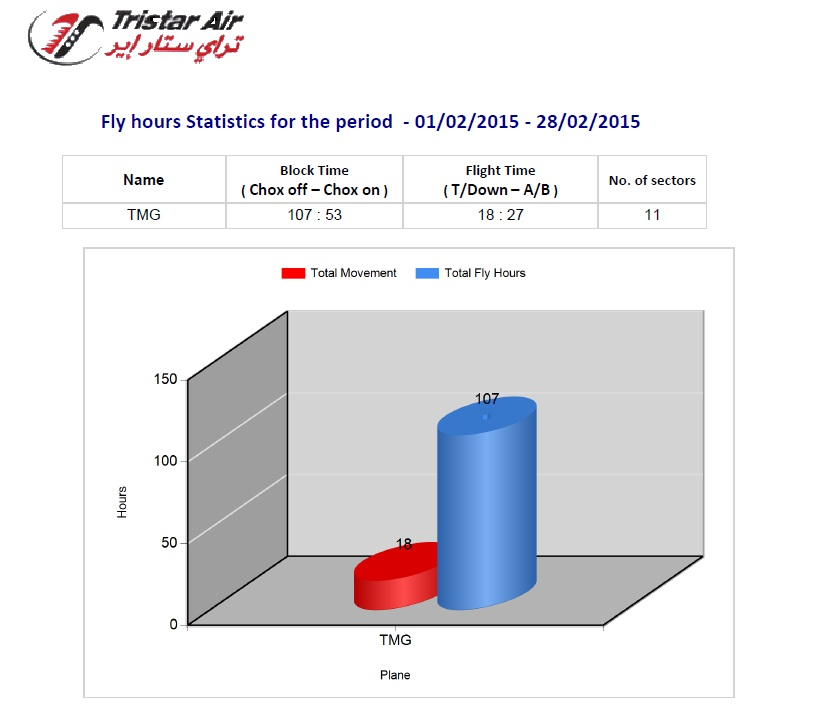 Tristar Air
تراي ستار إير
Fly hours Statistics for the period - 01/02/2015 - 28/02/2015
Name
Block Time
( Chox off – Chox on )
Flight Time
( T/Down – A/B )
No. of sectors
TMG
107 : 53
18 : 27
11
Total Movement
Total Fly Hours
150
100
50
0
Hours
107
18
TMG
Plane